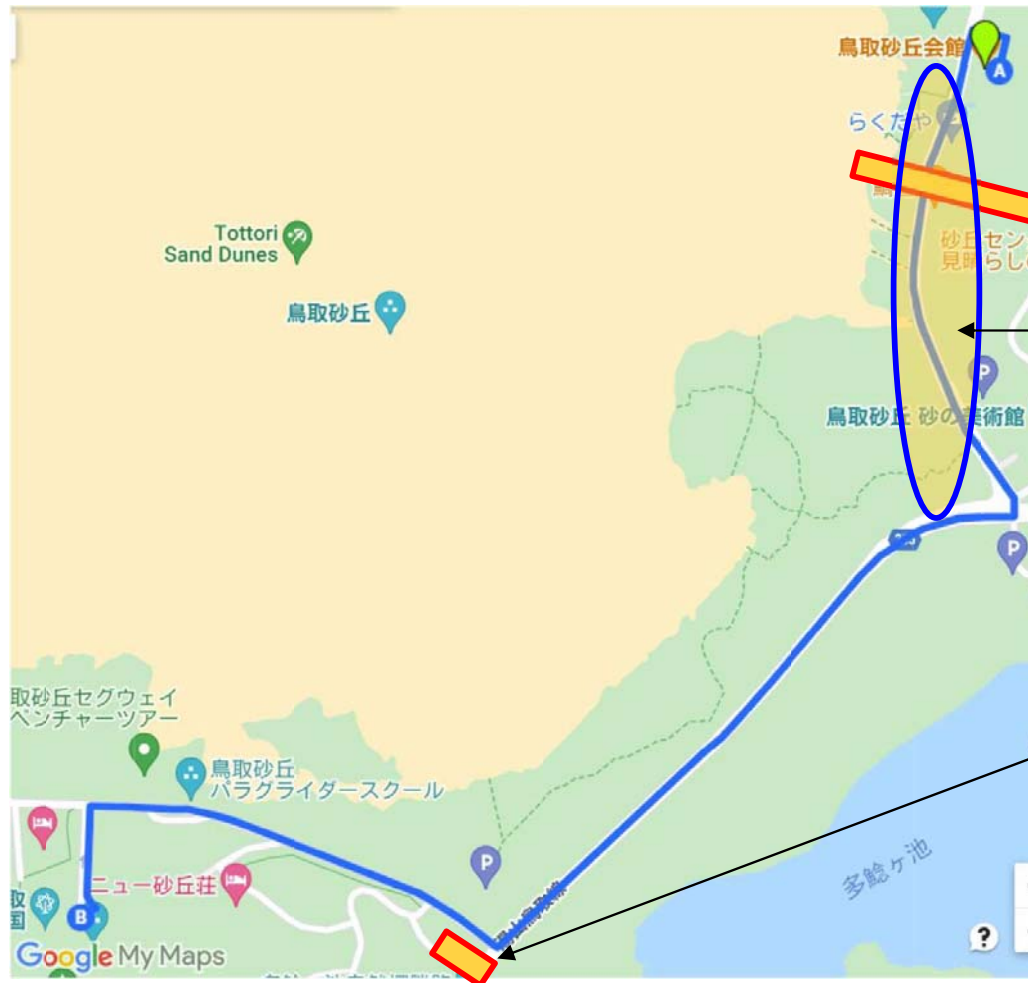 鳥取砂丘会館
A
らくだや
Tottori
Sand Dunes
鳥取砂丘
砂丘セン
見晴らしの
P
鳥取砂丘 砂の美術館
P
取砂丘セグウェイ
ベンチャーツアー
鳥取砂丘
パラグライダースクール
P
ニュー砂丘荘
多鯰ヶ池
取
国
B
Google My Maps
?